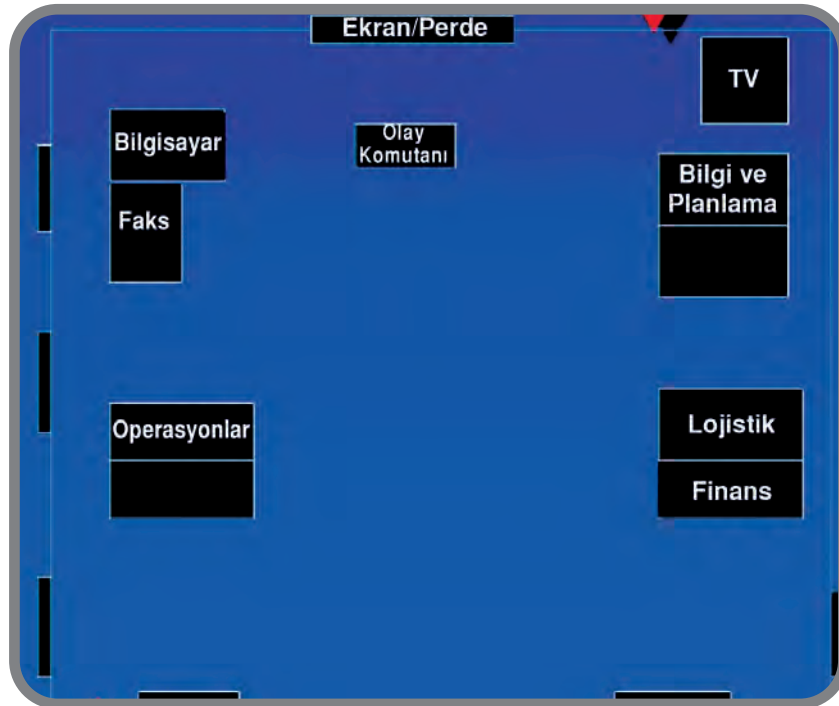 Ekran/Perde
TV
Bilgisayar
Olay
Komutanı
Bilgi ve
Planlama
Faks
Operasyonlar
Lojistik
Finans